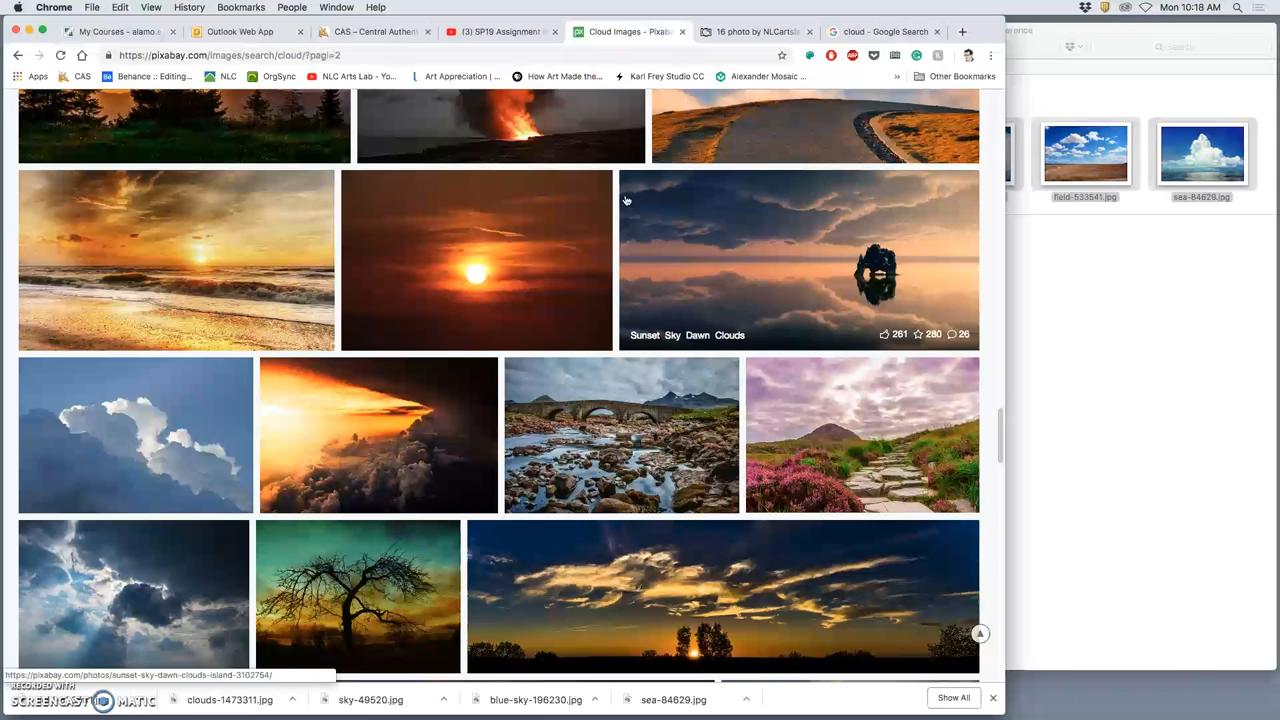 Chrome File Edit View History Bookmarks People Window Help Mon 10:18 AM
My Courses - alamo.e Outlook Web App CAS – Central Authen (3) SP19 Assignment Cloud Images - Pixaba 16 photo by NLCartsla cloud - Google Search
https://pixabay.com/images/search/cloud/?pagi=2
Apps CAS Behance :: Editing... NLC OrgSync NLC Arts Lab - Yo... Art Appreciation |... How Art Made the... Karl Frey Studio CC Alexander Mosaic ... » Other Bookmarks
Search
field-533541.jpg sea-84629.jpg
Sunset Sky Dawn Clouds 261 280 26
https://pixabay.com/photos/sunset-sky-dawn-clouds-island-3102754/
RECORDED WITH
SCREENCAST MATIC
clouds-1473311.jpg sky-49520.jpg blue-sky-196230.jpg sea-84629.jpg Show All